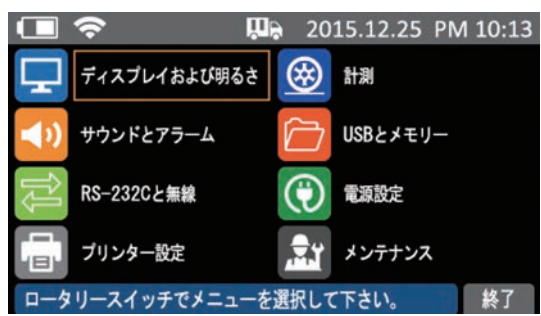 2015.12.25 PM 10:13
ディスプレイおよび明るさ
計測
サウンドとアラーム
USBとメモリー
RS-232Cと無線
電源設定
プリンター設定
メンテナンス
ロータリースイッチでメニューを選択して下さい。
終了